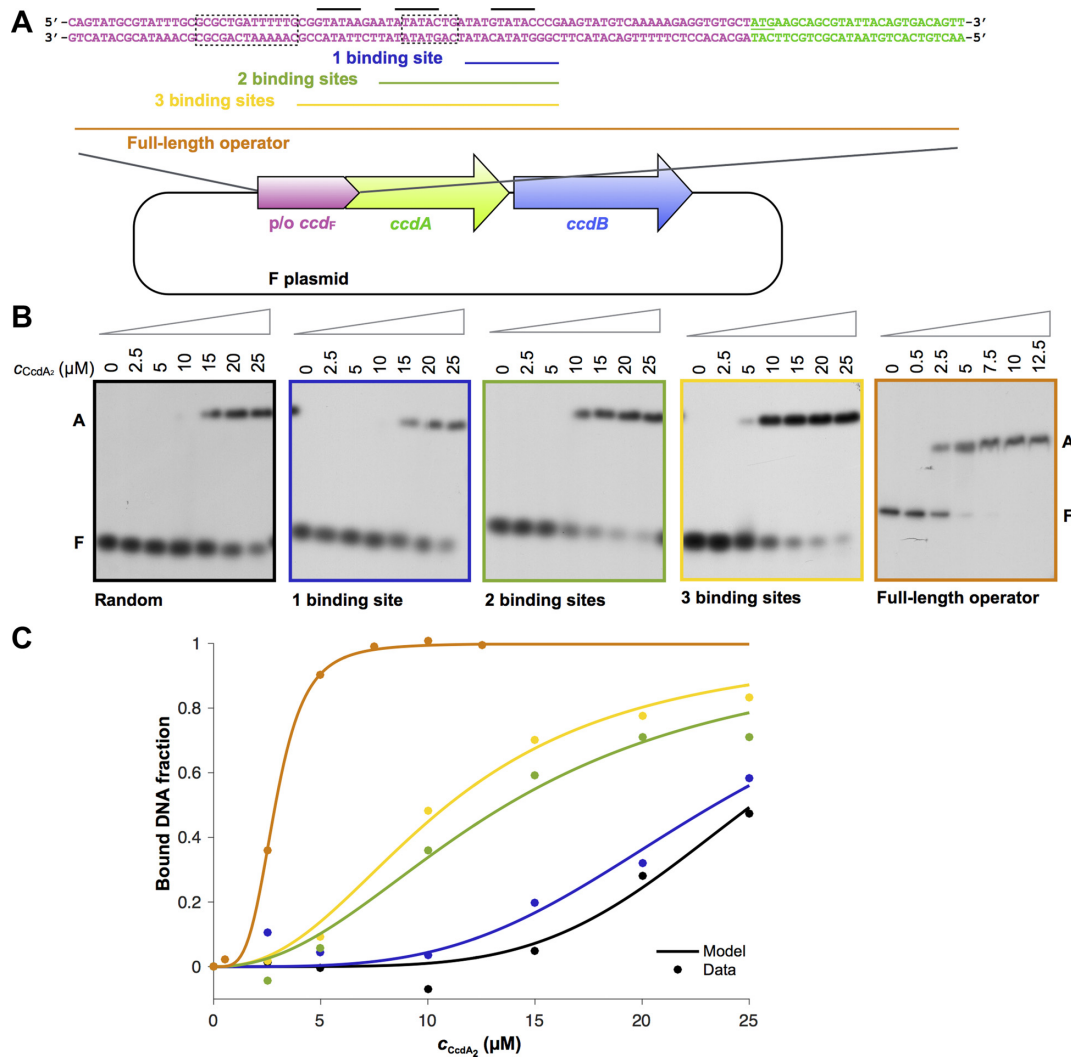 A
5′-CAGTATGCGTATTTGCGCGCTGATTTTTGCGGTATAAGAATATATACTGATATGTATACCCGAAGTATGTCAAAAAGAGGTGTGCTATGAAGCAGCGTATTACAGTGACAGTT-3′
3′-GTCATACGCATAAACGCGCGACTAAAAACGCCATATTCTTATATATGACTATACATATGGGCTTCATACAGTTTTTCTCCACACGATACTTCGTCGCATAATGTCACTGTCAA-5′
1 binding site
2 binding sites
3 binding sites
Full-length operator
p/o ccdF ccdA ccdB
F plasmid
B
cCcdA2 (μM)
0 2.5 5 10 15 20 25
0 2.5 5 10 15 20 25
0 2.5 5 10 15 20 25
0 2.5 5 10 15 20 25
0 0.5 2.5 5 7.5 10 12.5
A
F
A
F
Random
1 binding site
2 binding sites
3 binding sites
Full-length operator
C
Bound DNA fraction
1
0.8
0.6
0.4
0.2
0
0 5 10 15 20 25
cCcdA2 (μM)
Model
Data